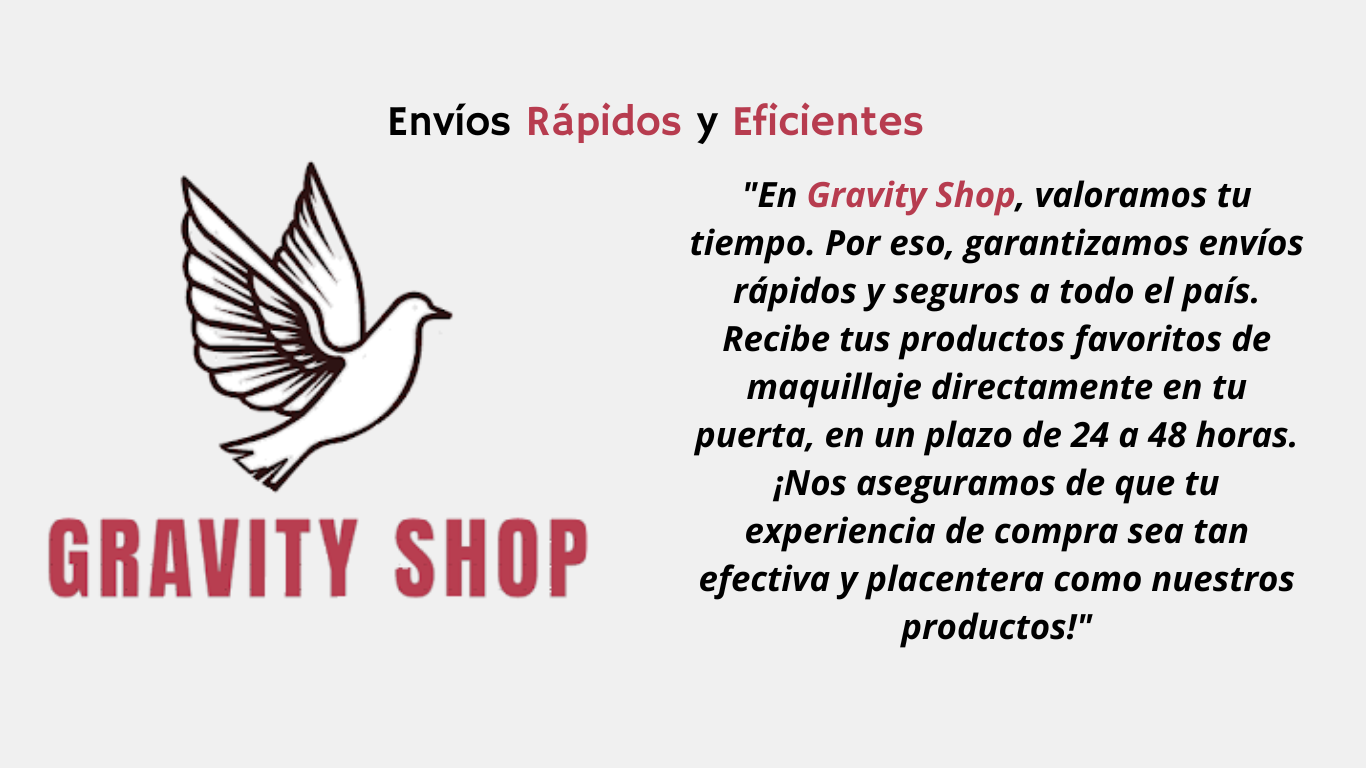 Envíos Rápidos y Eficientes
"En Gravity Shop, valoramos tu
tiempo. Por eso, garantizamos envíos
rápidos y seguros a todo el país.
Recibe tus productos favoritos de
maquillaje directamente en tu
puerta, en un plazo de 24 a 48 horas.
¡Nos aseguramos de que tu
experiencia de compra sea tan
efectiva y placentera como nuestros
productos!"
GRAVITY SHOP